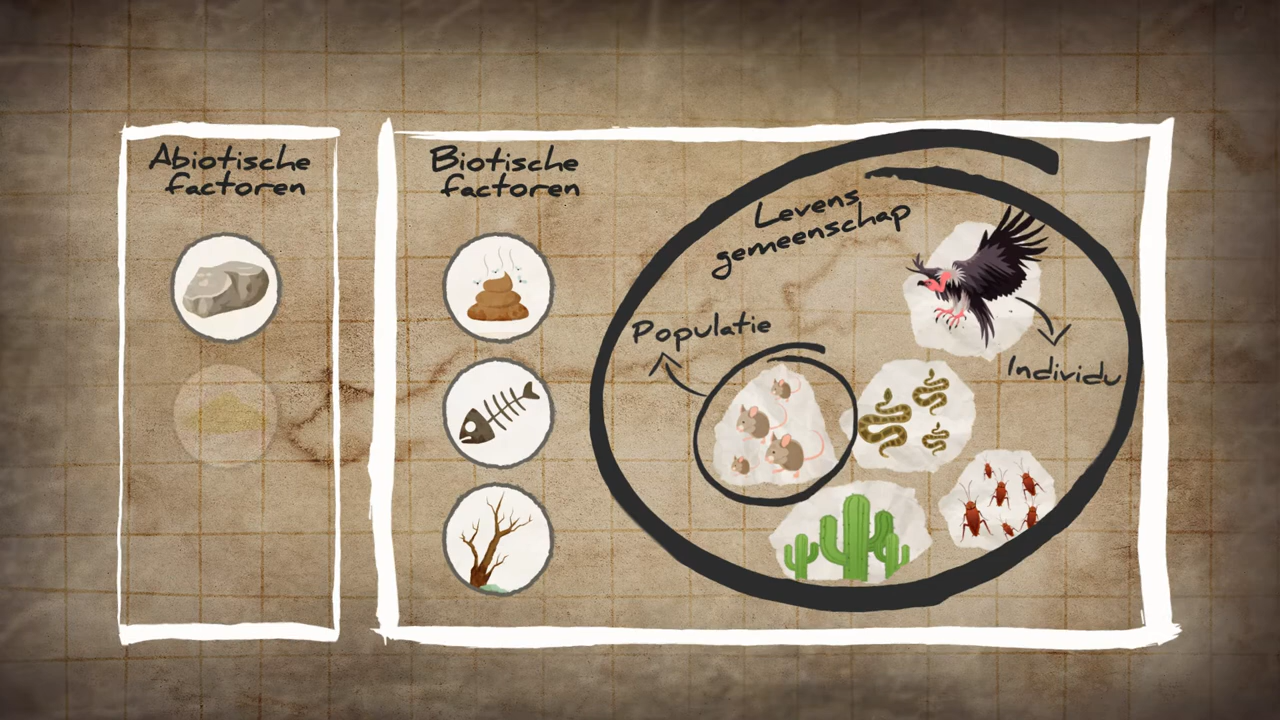 Abiotische
factoren
Biotische
factoren
Levens
gemeenschap
Populatie
Individu